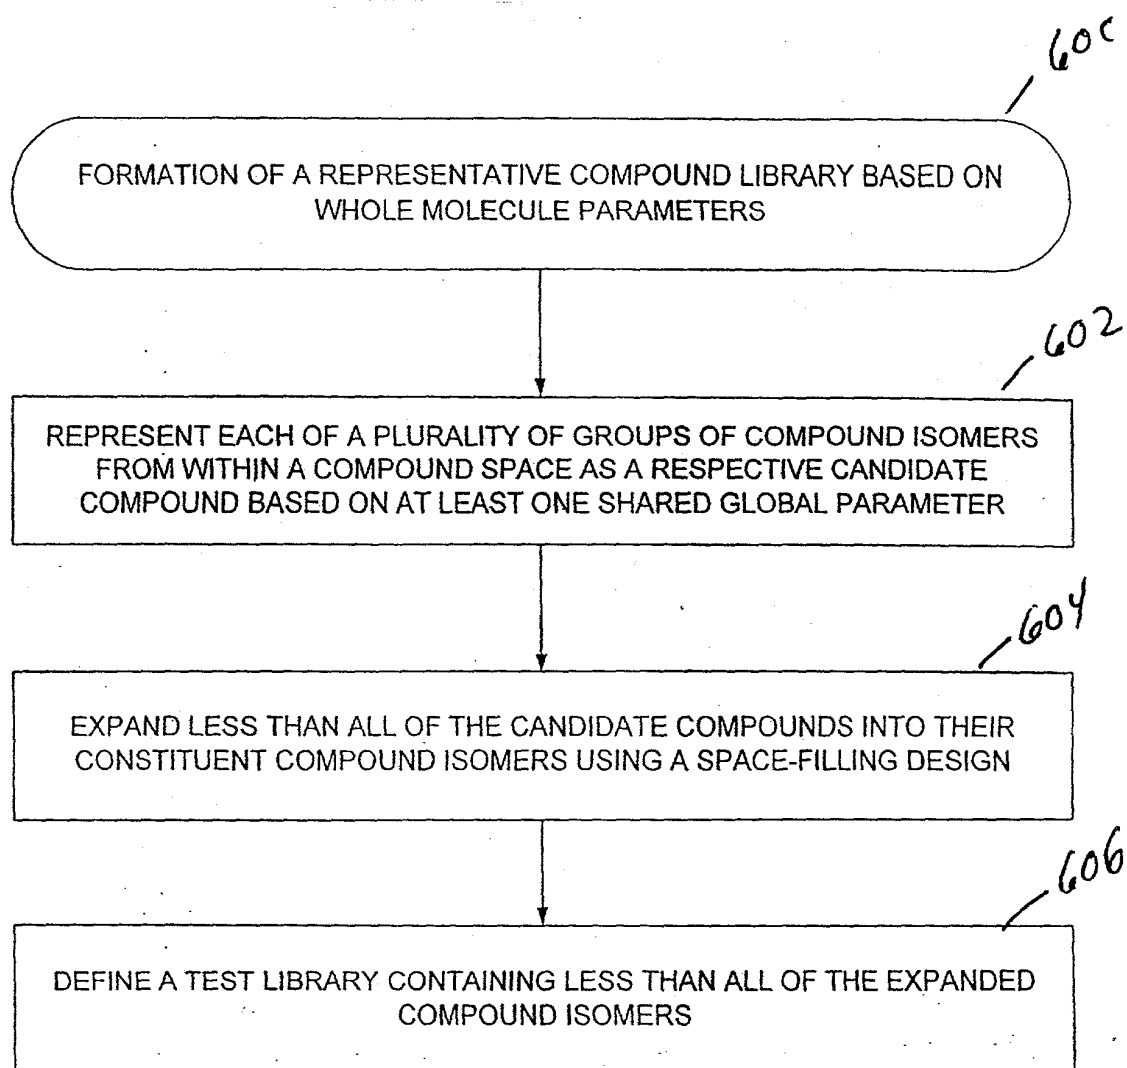 600
FORMATION OF A REPRESENTATIVE COMPOUND LIBRARY BASED ON
WHOLE MOLECULE PARAMETERS
602
REPRESENT EACH OF A PLURALITY OF GROUPS OF COMPOUND ISOMERS
FROM WITHIN A COMPOUND SPACE AS A RESPECTIVE CANDIDATE
COMPOUND BASED ON AT LEAST ONE SHARED GLOBAL PARAMETER
604
EXPAND LESS THAN ALL OF THE CANDIDATE COMPOUNDS INTO THEIR
CONSTITUENT COMPOUND ISOMERS USING A SPACE-FILLING DESIGN
606
DEFINE A TEST LIBRARY CONTAINING LESS THAN ALL OF THE EXPANDED
COMPOUND ISOMERS